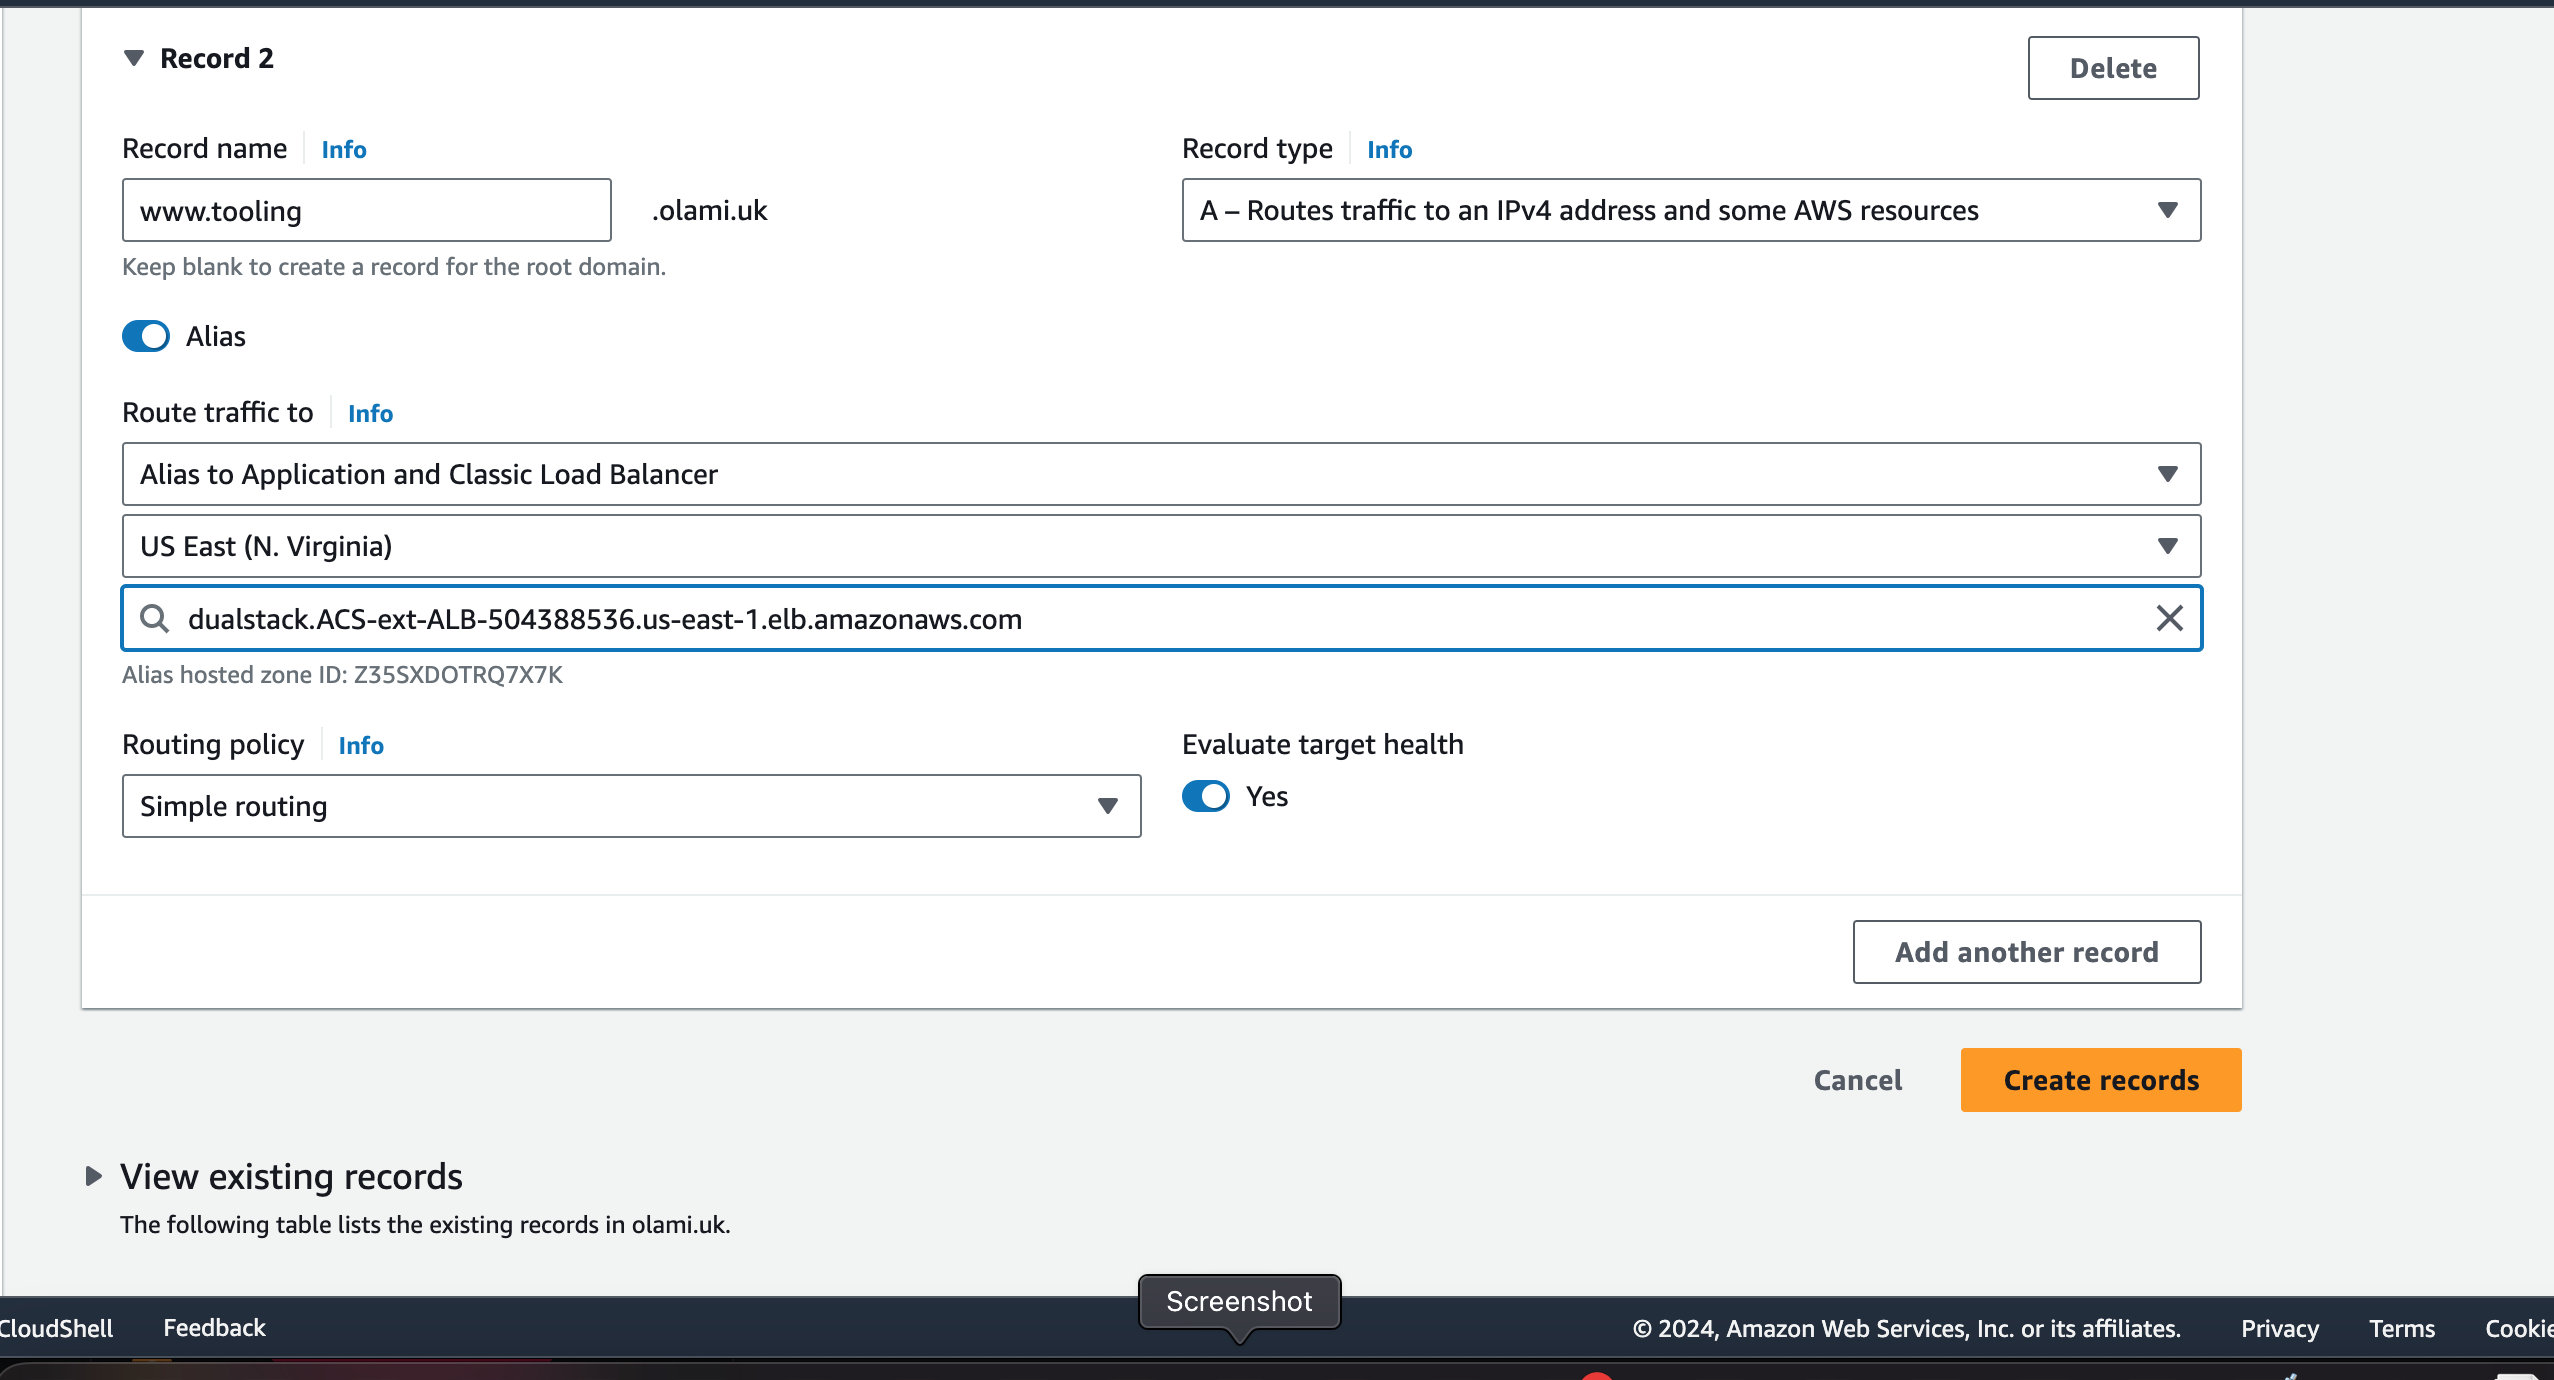 Record 2
Delete
Record name Info
Record type Info
www.tooling
.olami.uk
A – Routes traffic to an IPv4 address and some AWS resources
Keep blank to create a record for the root domain.
Alias
Route traffic to Info
Alias to Application and Classic Load Balancer
US East (N. Virginia)
dualstack.ACS-ext-ALB-504388536.us-east-1.elb.amazonaws.com
Alias hosted zone ID: Z35SXDOTRQ7X7K
Routing policy Info
Evaluate target health
Simple routing
Yes
Add another record
Cancel
Create records
View existing records
The following table lists the existing records in olami.uk.
Screenshot
CloudShell
Feedback
© 2024, Amazon Web Services, Inc. or its affiliates.
Privacy
Terms
Cookie